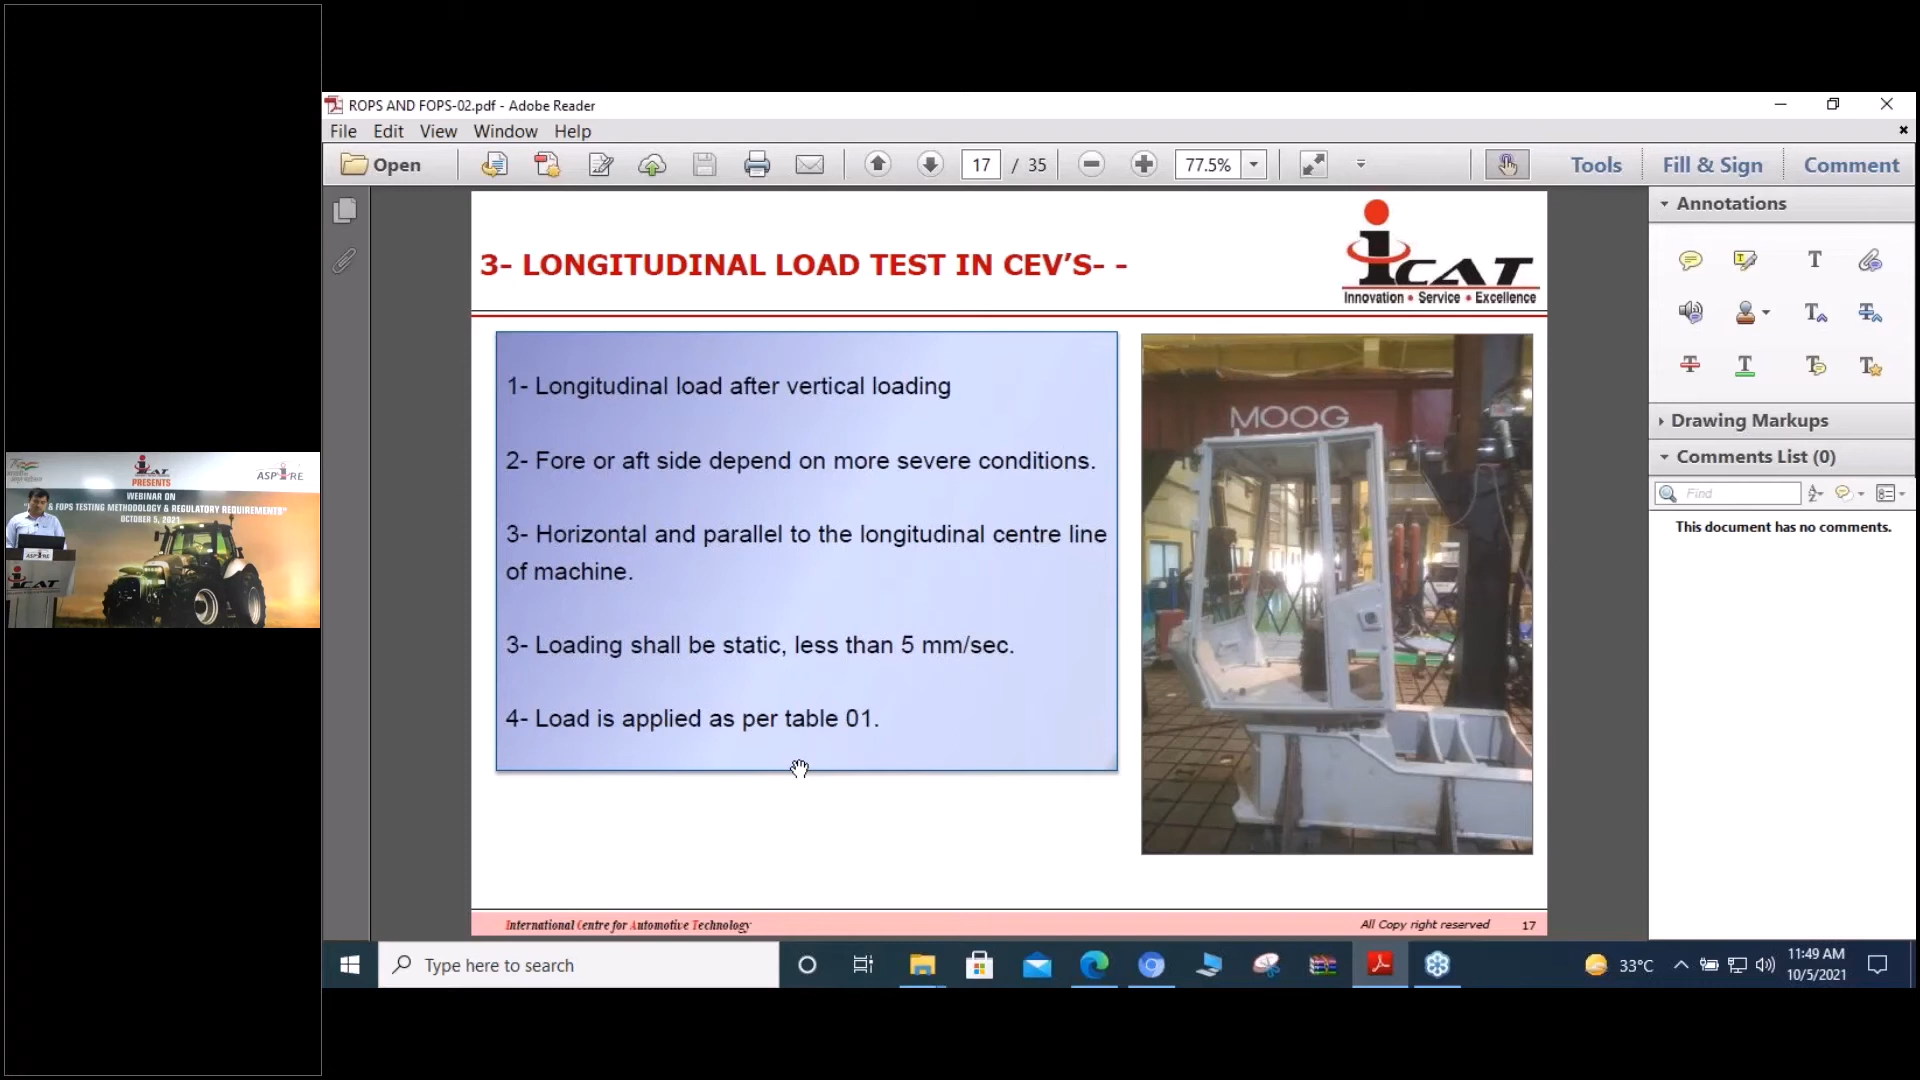 iCAT
PRESENTS
ASPIRE
WEBINAR ON
& FOPS TESTING METHODOLOGY & REGULATORY REQUIREMENTS"
OCTOBER 5, 2021
ASPIRE
iCAT
ROPS AND FOPS-02.pdf - Adobe Reader
File Edit View Window Help
Open 17 / 35 77.5% Tools Fill & Sign Comment
3- LONGITUDINAL LOAD TEST IN CEV’S- -
iCAT
Innovation • Service • Excellence
1- Longitudinal load after vertical loading
2- Fore or aft side depend on more severe conditions.
3- Horizontal and parallel to the longitudinal centre line
of machine.
3- Loading shall be static, less than 5 mm/sec.
4- Load is applied as per table 01.
MOOG
International Centre for Automotive Technology All Copy right reserved 17
Annotations
Drawing Markups
Comments List (0)
Find
This document has no comments.
Type here to search
33°C
11:49 AM
10/5/2021